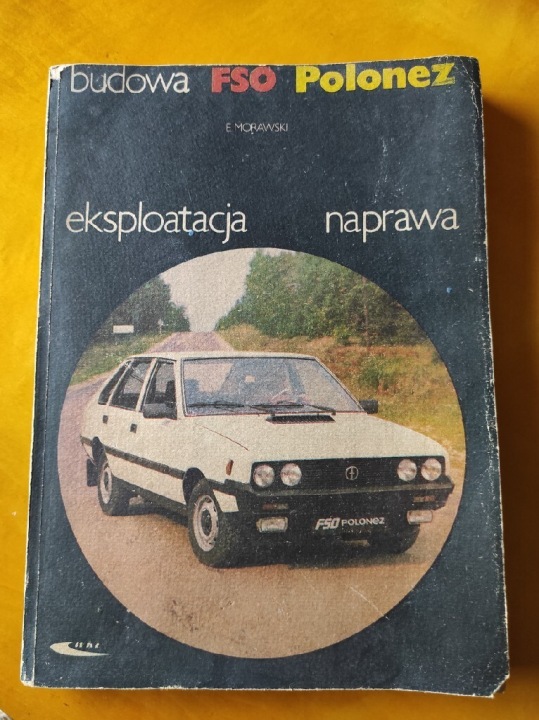 budowa FSO Polonez
E. MORAWSKI
eksploatacja naprawa
FSO POLONEZ